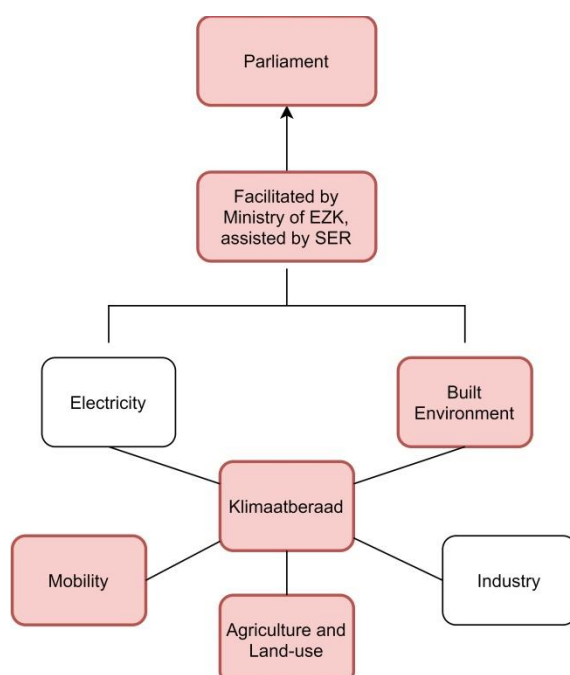 Parliament
Facilitated by
Ministry of EZK,
assisted by SER
Electricity
Built
Environment
Klimaatberaad
Mobility
Industry
Agriculture and
Land-use